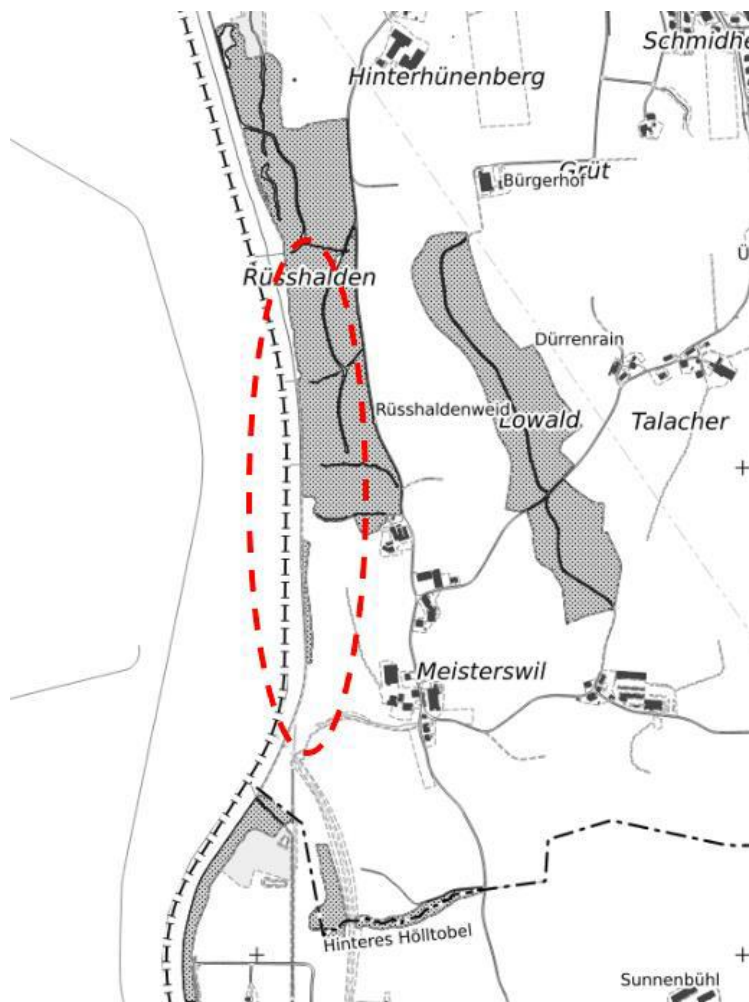 Schmidhe
Hinterhünenberg
Grüt
Bürgerhof
Ü
Rüsshalden
Dürrenrain
Rüsshaldenweid
Lowald
Talacher
Meisterswil
Hinteres Hölltobel
Sunnenbühl